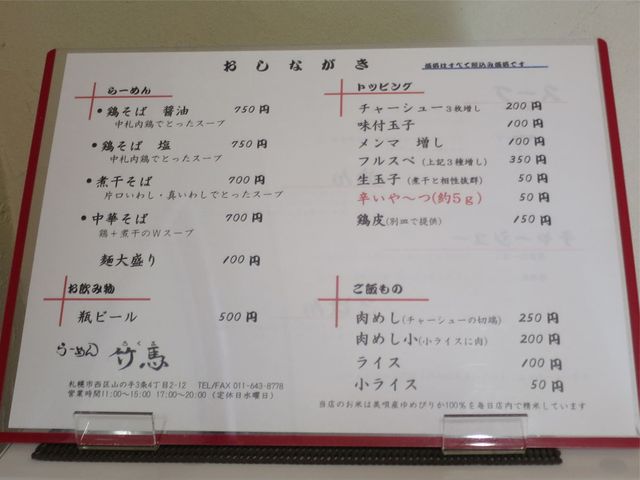 おしながき
価格はすべて税込み価格です
らーめん
・鶏そば 醤油 750円
中札内鶏でとったスープ
・鶏そば 塩 750円
中札内鶏でとったスープ
・煮干そば 700円
片口いわし・真いわしでとったスープ
・中華そば 700円
鶏＋煮干のWスープ
麺大盛り 100円
お飲み物
瓶ビール 500円
らーめん 竹馬
ちくま
札幌市西区山の手3条4丁目2-12 TEL/FAX 011-643-8778
営業時間11:00～15:00 17:00～20:00 (定休日水曜日)
トッピング
チャーシュー3枚増し 200円
味付玉子 100円
メンマ 増し 100円
フルスペ(上記3種増し) 350円
生玉子(煮干と相性抜群) 50円
辛いや～つ(約5g) 50円
鶏皮(別皿で提供) 150円
ご飯もの
肉めし(チャーシューの切端) 250円
肉めし小(小ライスに肉) 200円
ライス 100円
小ライス 50円
当店のお米は美唄産ゆめぴりか100%を毎日店内で精米しています